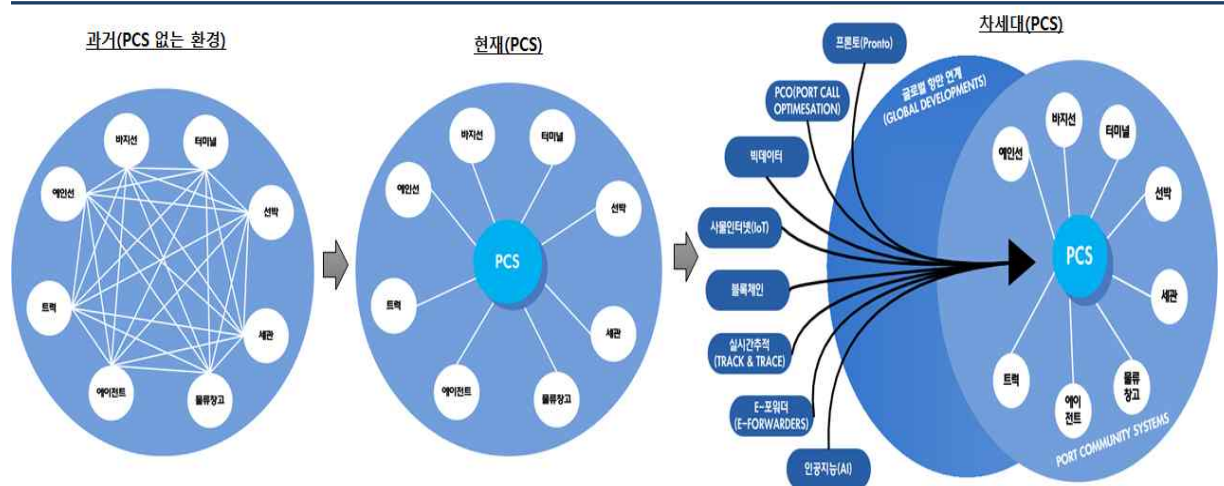 과거(PCS 없는 환경)
바지선
터미널
예인선
선박
트럭
세관
에이전트
물류창고
현재(PCS)
바지선
터미널
예인선
선박
PCS
트럭
세관
에이전트
물류창고
차세대(PCS)
프론토(Pronto)
PCO(PORT CALL
OPTIMESATION)
빅데이터
사물인터넷(IoT)
블록체인
실시간추적
(TRACK & TRACE)
E-포워더
(E-FORWARDERS)
인공지능(AI)
글로벌 항만 연계
(GLOBAL DEVELOPMENTS)
바지선
터미널
예인선
선박
PCS
세관
트럭
물류
창고
에이
전트
PORT COMMUNITY SYSTEMS